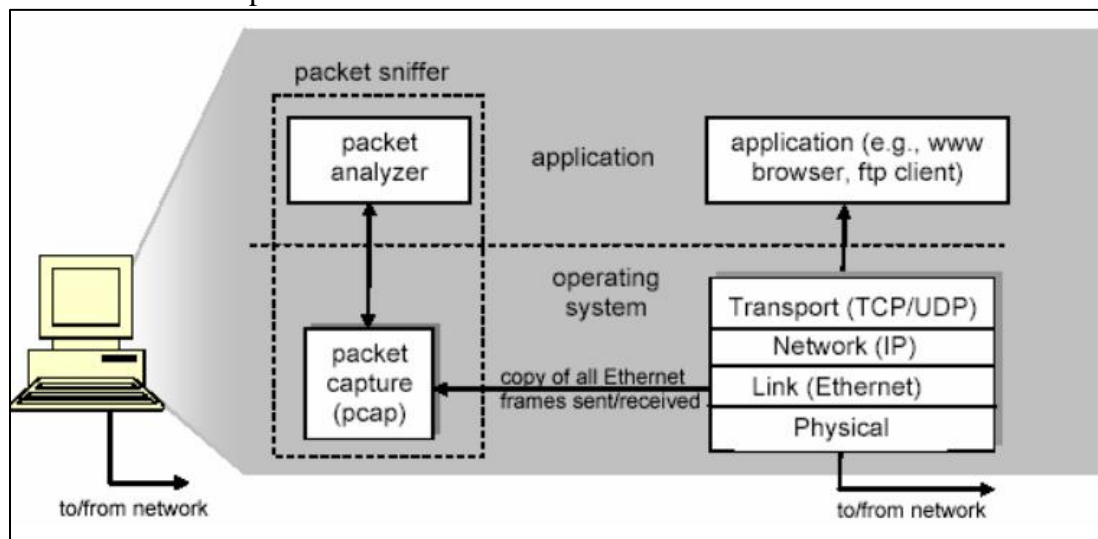 packet sniffer
packet
analyzer
application
application (e.g., www
browser, ftp client)
operating
system
packet
capture
(pcap)
copy of all Ethernet
frames sent/received
Transport (TCP/UDP)
Network (IP)
Link (Ethernet)
Physical
to/from network
to/from network